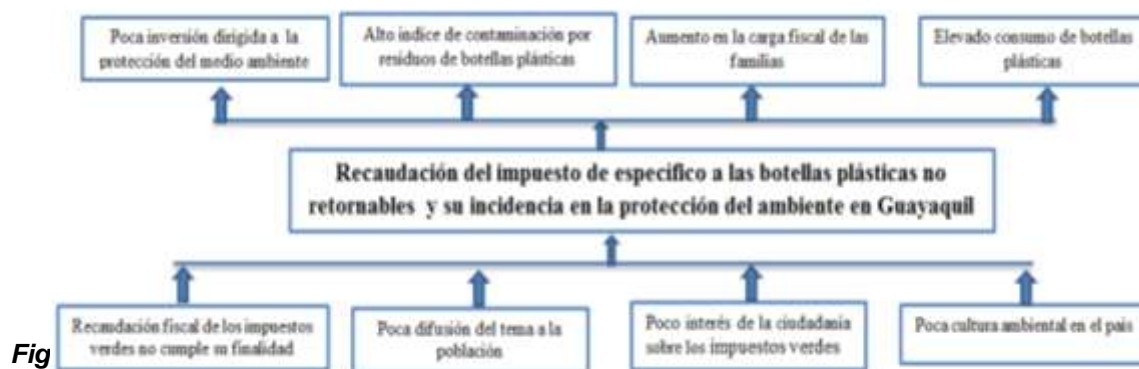 Poca inversión dirigida a la
protección del medio ambiente
Alto indice de contaminación por
residuos de botellas plásticas
Aumento en la carga fiscal de las
familias
Elevado consumo de botellas
plásticas
Recaudación del impuesto de especifico a las botellas plásticas no
retornables y su incidencia en la protección del ambiente en Guayaquil
Recaudación fiscal de los impuestos
verdes no cumple su finalidad
Poca difusión del tema a la
población
Poco interés de la ciudadanía
sobre los impuestos verdes
Poca cultura ambiental en el pais
Fig